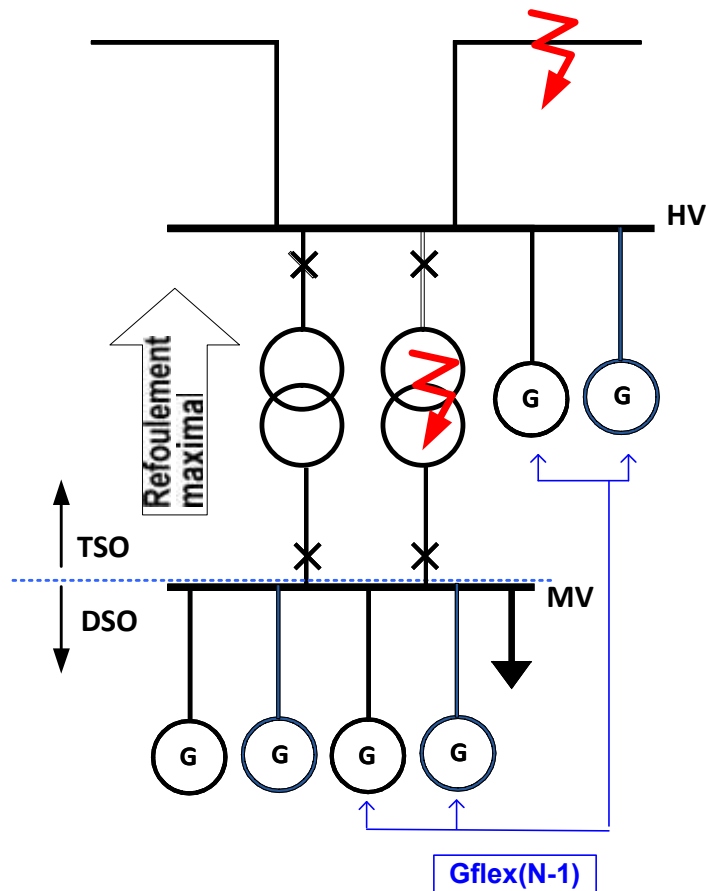 HV
Refoulement
maximal
G
G
TSO
MV
DSO
G
G
G
G
Gflex(N-1)